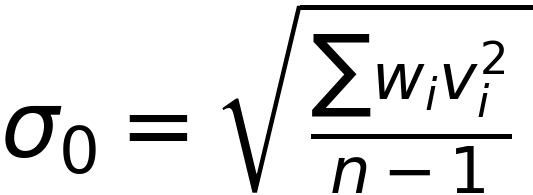 σ₀ = √(∑wᵢvᵢ²/(n − 1))